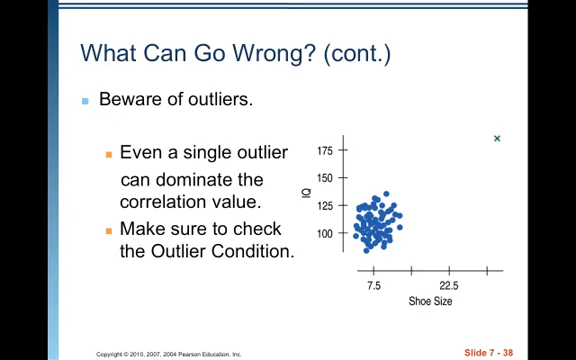 What Can Go Wrong? (cont.)
Beware of outliers.
Even a single outlier
can dominate the
correlation value.
Make sure to check
the Outlier Condition.
175
150
125
100
IQ
7.5
22.5
Shoe Size
Copyright © 2010, 2007, 2004 Pearson Education, Inc.
Slide 7 - 38